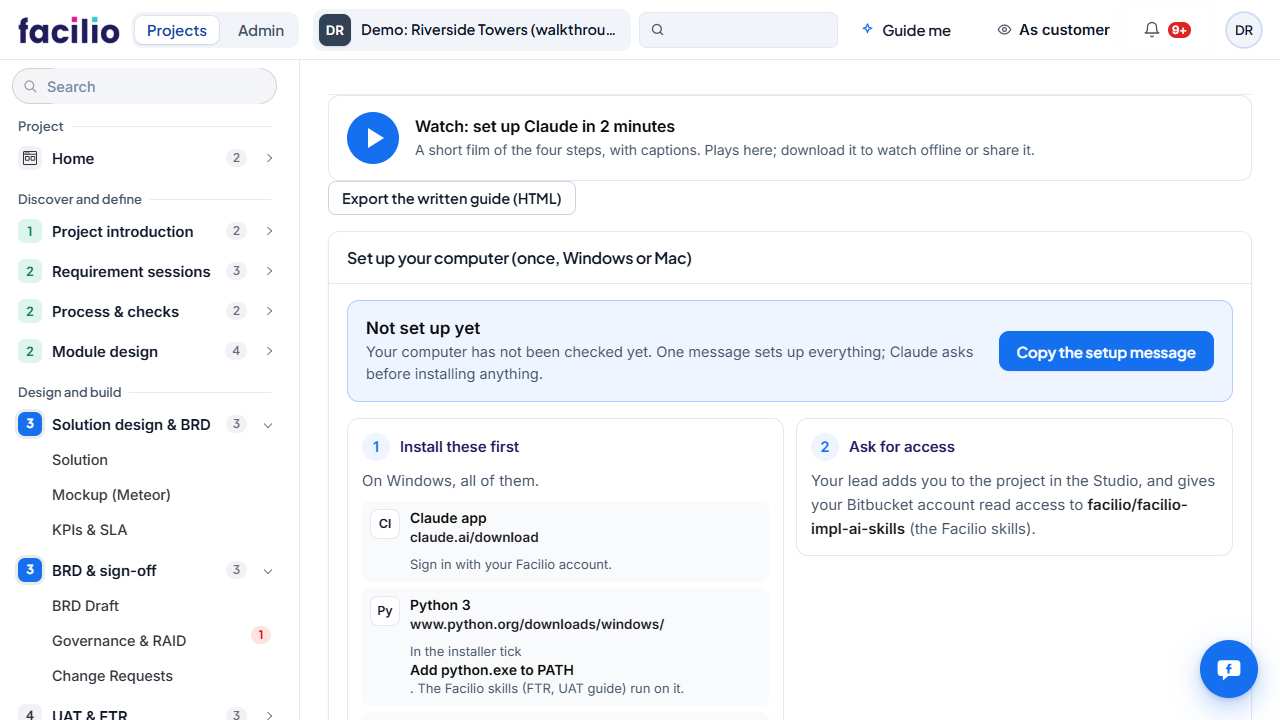 facilio
Projects
Admin
DR
Demo: Riverside Towers (walkthrou...
Guide me
As customer
9+
DR
Search
Project
Home 2
Discover and define
1 Project introduction 2
2 Requirement sessions 3
2 Process & checks 2
2 Module design 4
Design and build
3 Solution design & BRD 3
Solution
Mockup (Meteor)
KPIs & SLA
3 BRD & sign-off 3
BRD Draft
Governance & RAID 1
Change Requests
4 UAT & FTR 3
Watch: set up Claude in 2 minutes
A short film of the four steps, with captions. Plays here; download it to watch offline or share it.
Export the written guide (HTML)
Set up your computer (once, Windows or Mac)
Not set up yet
Your computer has not been checked yet. One message sets up everything; Claude asks
before installing anything.
Copy the setup message
1 Install these first
On Windows, all of them.
Cl
Claude app
claude.ai/download
Sign in with your Facilio account.
Py
Python 3
www.python.org/downloads/windows/
In the installer tick
Add python.exe to PATH
. The Facilio skills (FTR, UAT guide) run on it.
2 Ask for access
Your lead adds you to the project in the Studio, and gives
your Bitbucket account read access to facilio/facilio-
impl-ai-skills (the Facilio skills).